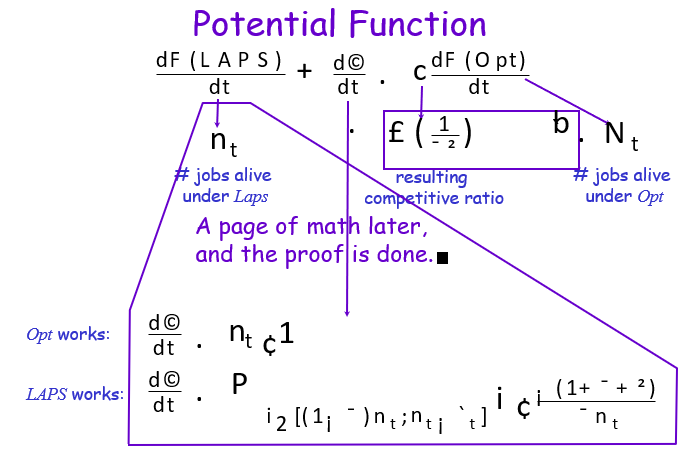 Potential Function
dF (LAPS)
dt
+ d©
dt
. c dF (Opt)
dt
n t
. £ ( 1
¯ ² )
b . N t
# jobs alive
under Laps
resulting
competitive ratio
# jobs alive
under Opt
A page of math later,
and the proof is done.
Opt works: d©
dt
. n t ¢ 1
LAPS works: d©
dt
. P i 2 [(1 ¡ ¯ ) n t ; n t ¡ ` t ] ¡ ¢ ¡ (1+ ¯ + ²)
¯ n t